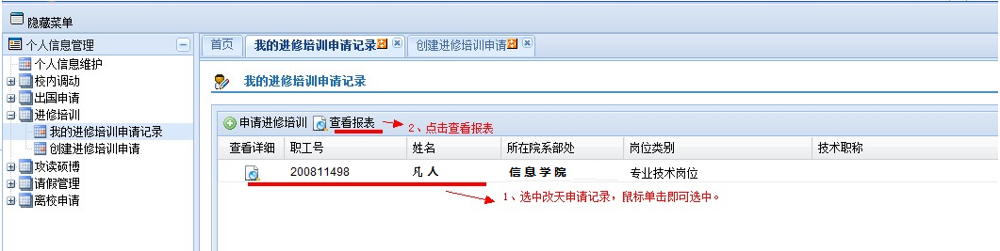 隐藏菜单
个人信息管理
个人信息维护
校内调动
出国申请
进修培训
我的进修培训申请记录
创建进修培训申请
攻读硕博
请假管理
离校申请
首页 我的进修培训申请记录 创建进修培训申请
我的进修培训申请记录
申请进修培训 查看报表 2、点击查看报表
查看详细 职工号 姓名 所在院系部处 岗位类别 技术职称
200811498 凡人 信息学院 专业技术岗位
1、选中改天申请记录，鼠标单击即可选中。